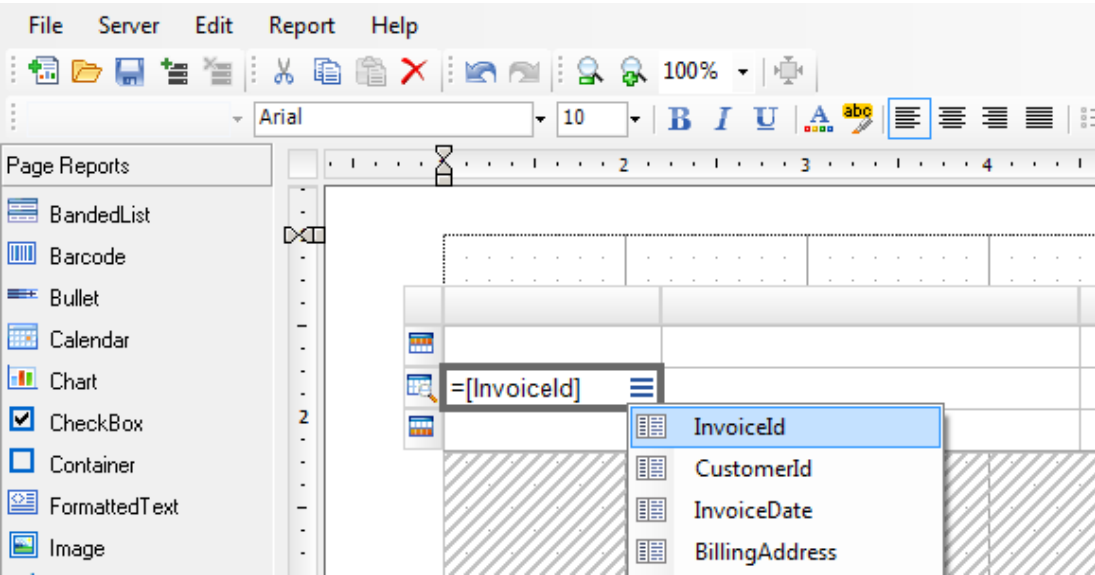 File Server Edit Report Help
100%
Arial 10 B I U A abc
Page Reports
2 3 4
BandedList
Barcode
Bullet
Calendar
Chart
=[InvoiceId]
CheckBox
2
InvoiceId
Container
CustomerId
FormattedText
InvoiceDate
Image
BillingAddress